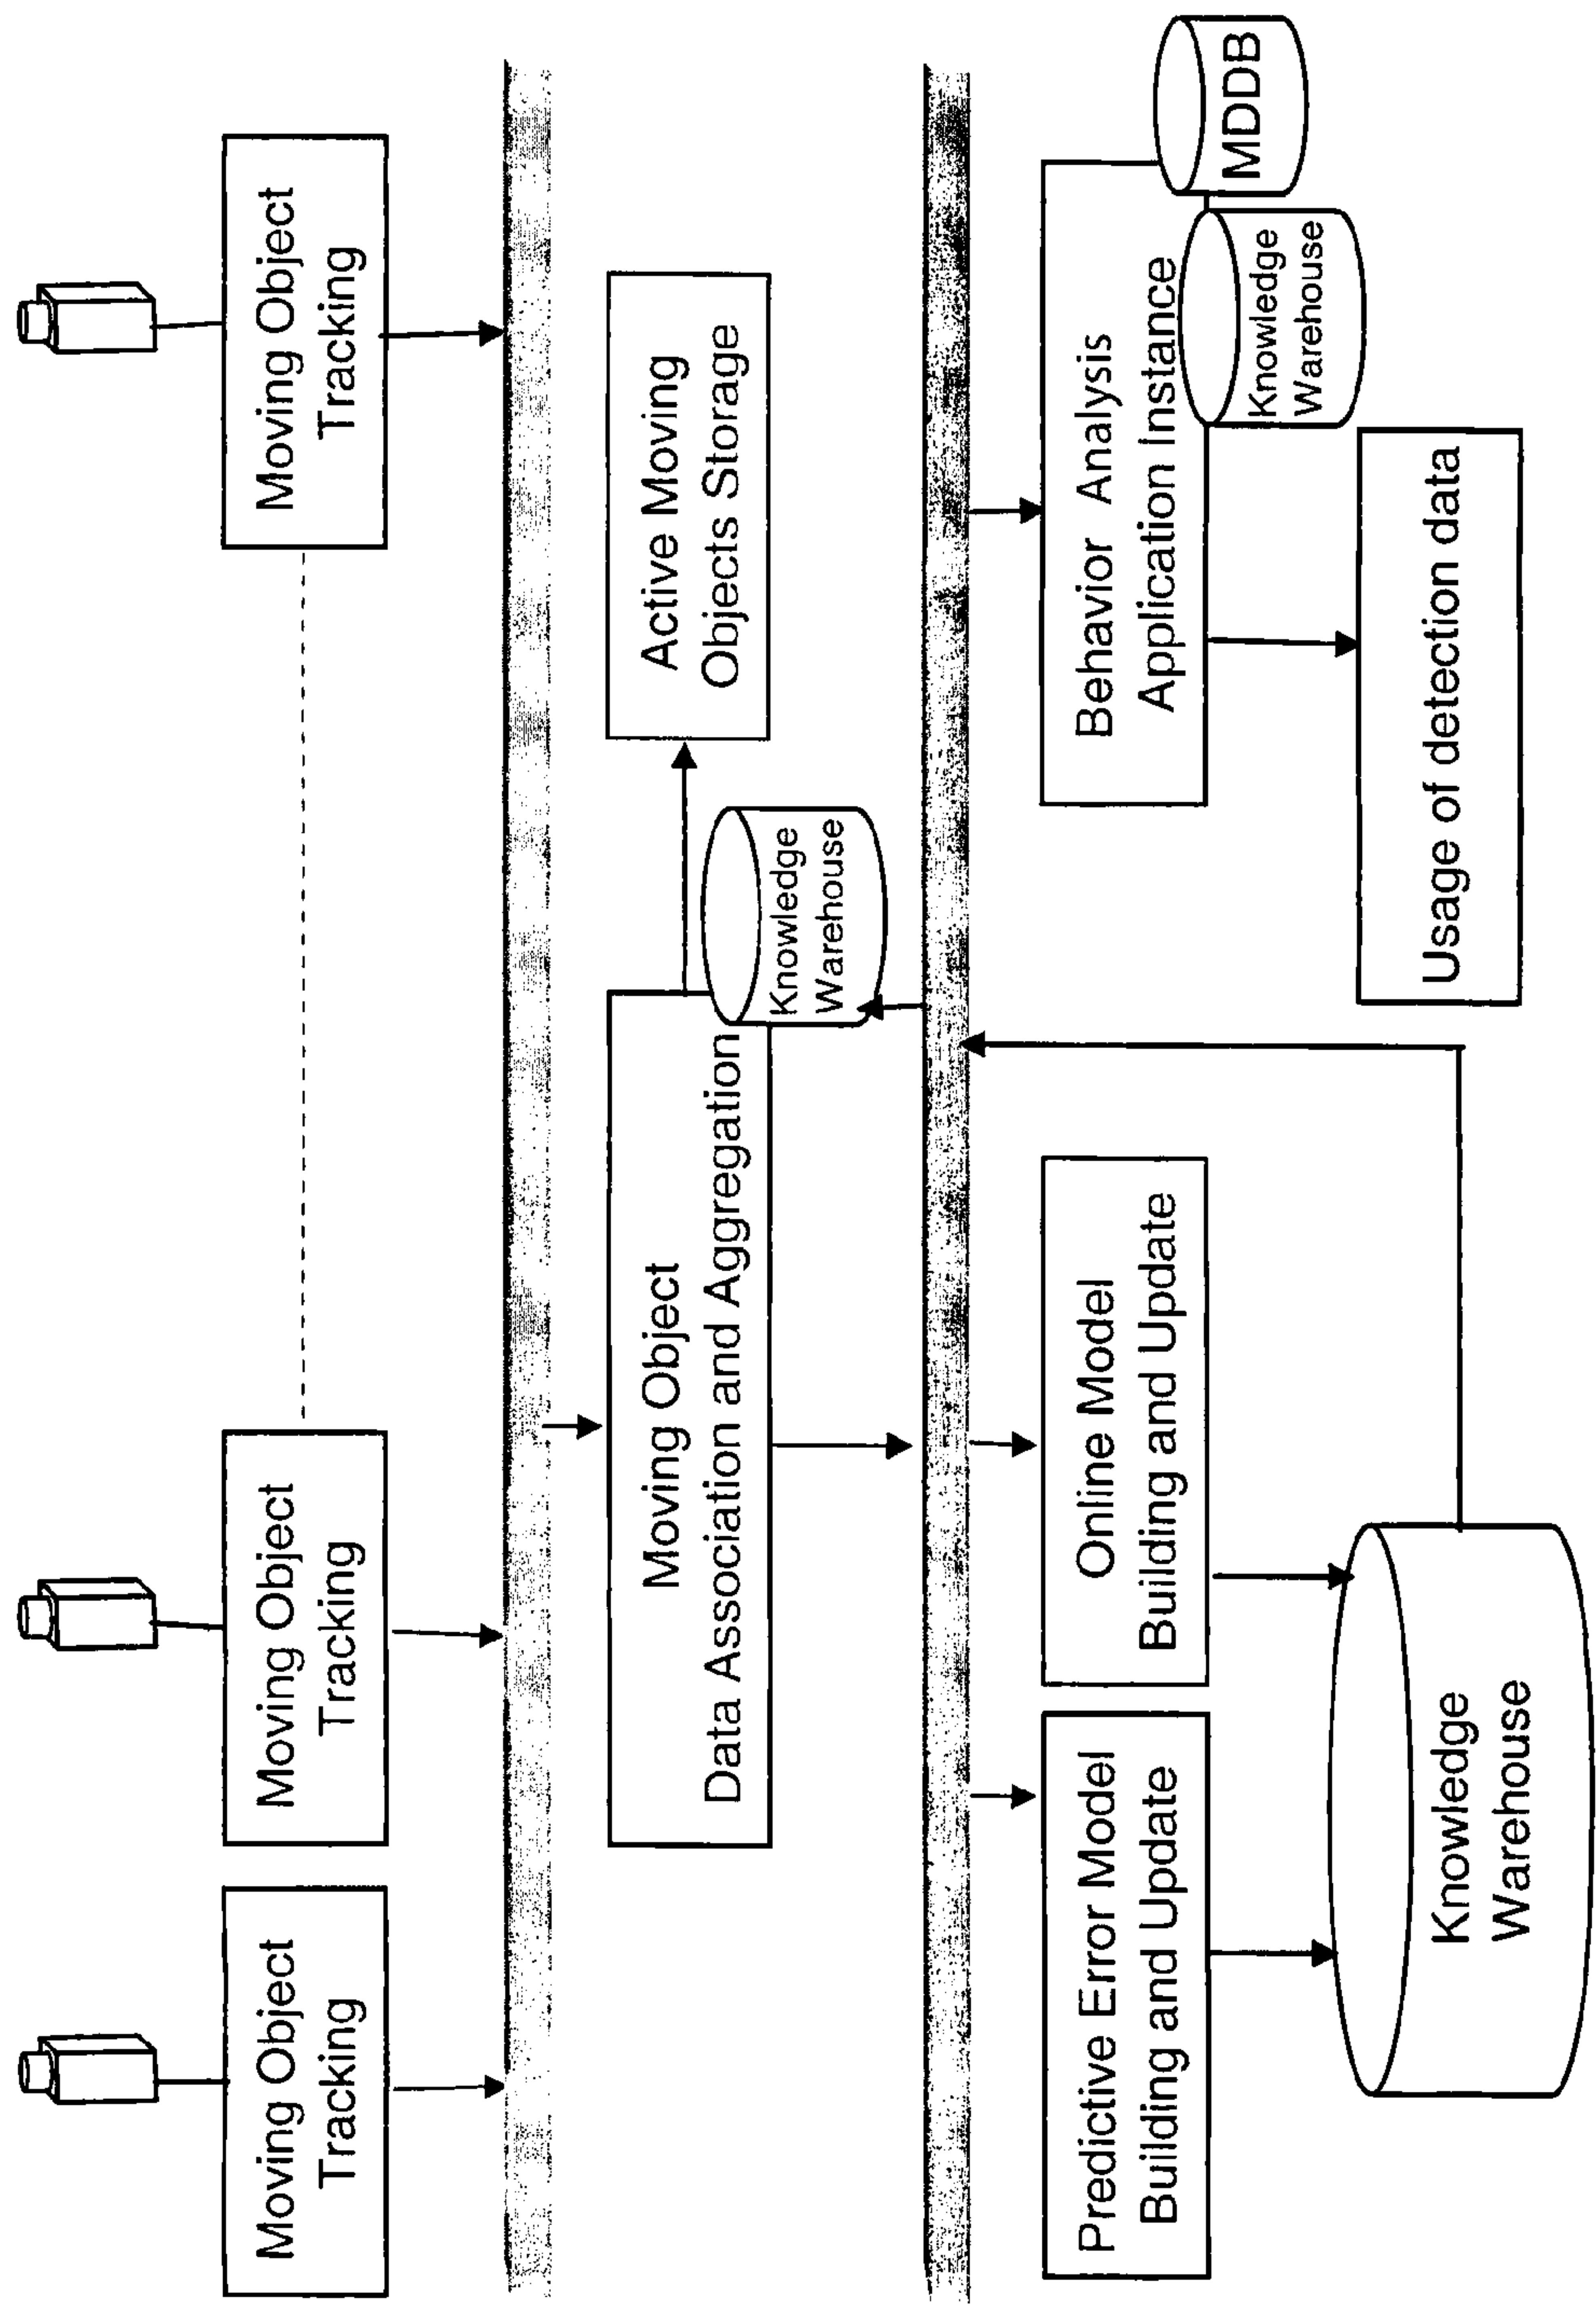 Moving Object
Tracking
Moving Object
Tracking
Moving Object
Tracking
Moving Object
Data Association and Aggregation
Knowledge
Warehouse
Active Moving
Objects Storage
Predictive Error Model
Building and Update
Online Model
Building and Update
Behavior Analysis
Application Instance
Knowledge
Warehouse
MDDB
Knowledge
Warehouse
Usage of detection data